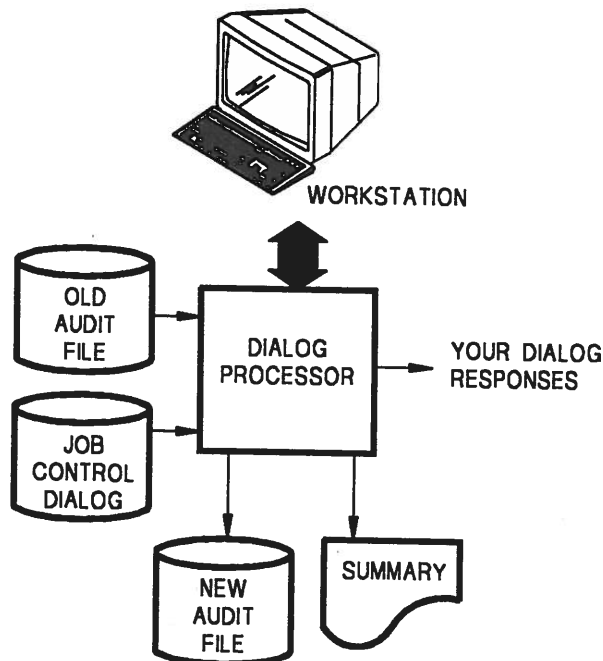 WORKSTATION
OLD
AUDIT
FILE
DIALOG
PROCESSOR
YOUR DIALOG
RESPONSES
JOB
CONTROL
DIALOG
NEW
AUDIT
FILE
SUMMARY